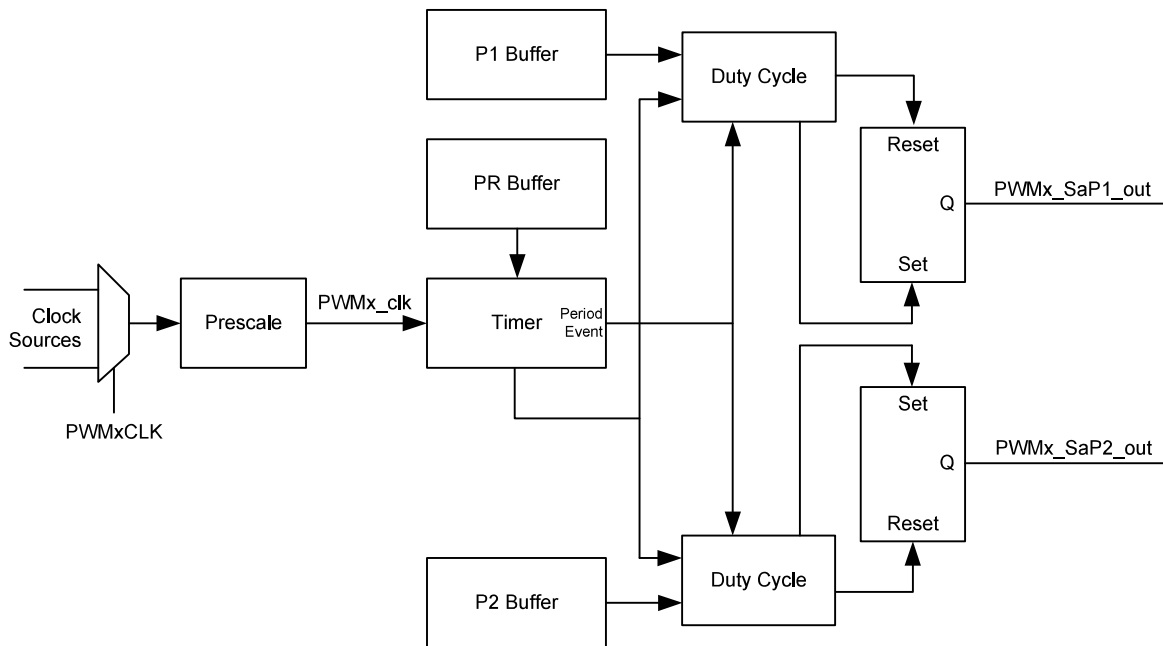 P1 Buffer
Duty Cycle
Reset
Q
Set
PWMx_SaP1_out
PR Buffer
Clock
Sources
PWMxCLK
Prescale
PWMx_clk
Timer
Period
Event
Set
Q
Reset
PWMx_SaP2_out
P2 Buffer
Duty Cycle